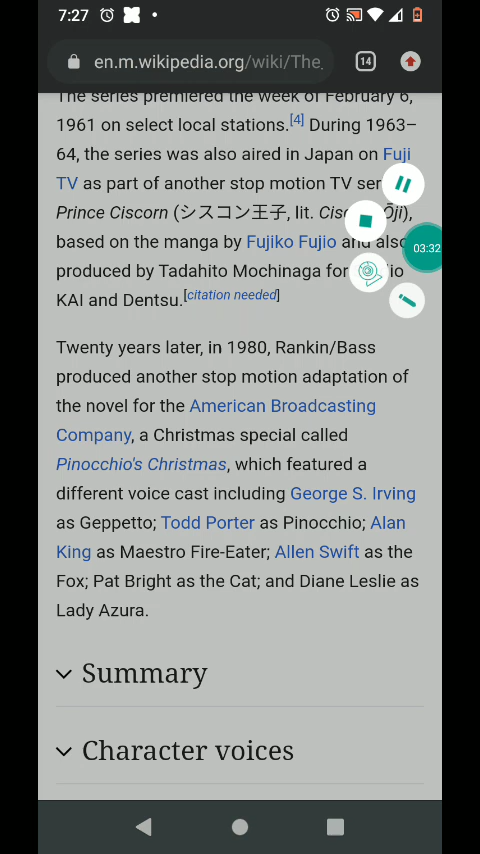 7:27
en.m.wikipedia.org/wiki/The_
14
The series premiered the week of February 6,
1961 on select local stations.[4] During 1963–
64, the series was also aired in Japan on Fuji
TV as part of another stop motion TV ser
Prince Ciscorn (シスコン王子, lit. Cisco Ōji),
based on the manga by Fujiko Fujio and also
03:32
produced by Tadahito Mochinaga for io
KAI and Dentsu.[citation needed]
Twenty years later, in 1980, Rankin/Bass
produced another stop motion adaptation of
the novel for the American Broadcasting
Company, a Christmas special called
Pinocchio's Christmas, which featured a
different voice cast including George S. Irving
as Geppetto; Todd Porter as Pinocchio; Alan
King as Maestro Fire-Eater; Allen Swift as the
Fox; Pat Bright as the Cat; and Diane Leslie as
Lady Azura.
Summary
Character voices